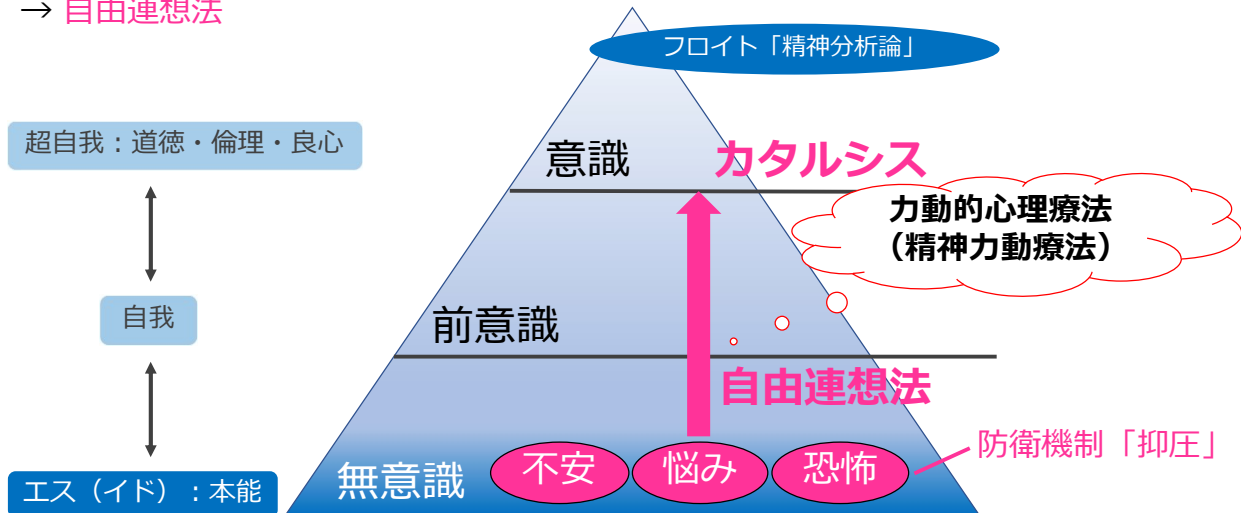 → 自由連想法
フロイト「精神分析論」
超自我：道徳・倫理・良心
意識
カタルシス
力動的心理療法
（精神力動療法）
自我
前意識
自由連想法
防衛機制「抑圧」
不安
悩み
恐怖
無意識
エス（イド）：本能